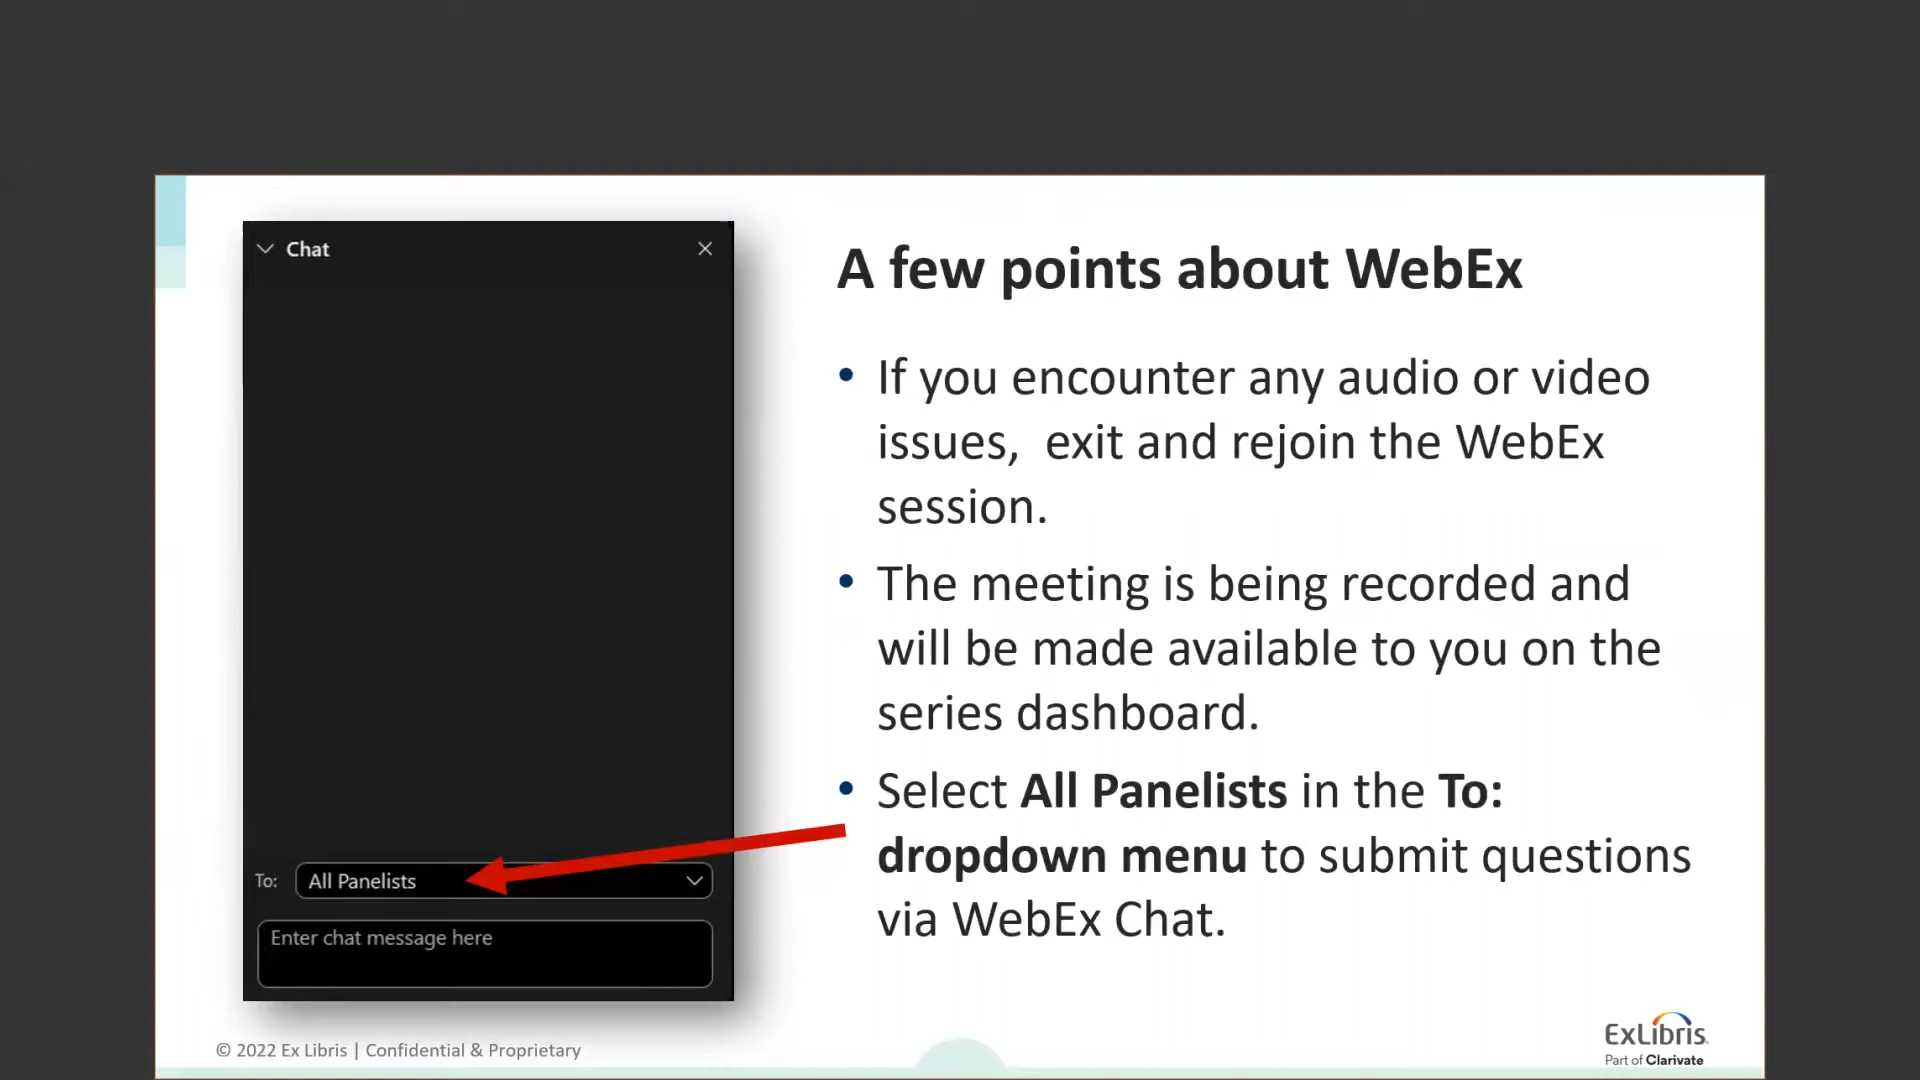 Chat
To: All Panelists
Enter chat message here
A few points about WebEx
• If you encounter any audio or video
issues,  exit and rejoin the WebEx
session.
• The meeting is being recorded and
will be made available to you on the
series dashboard.
• Select All Panelists in the To:
dropdown menu to submit questions
via WebEx Chat.
© 2022 Ex Libris | Confidential & Proprietary
ExLibris
Part of Clarivate